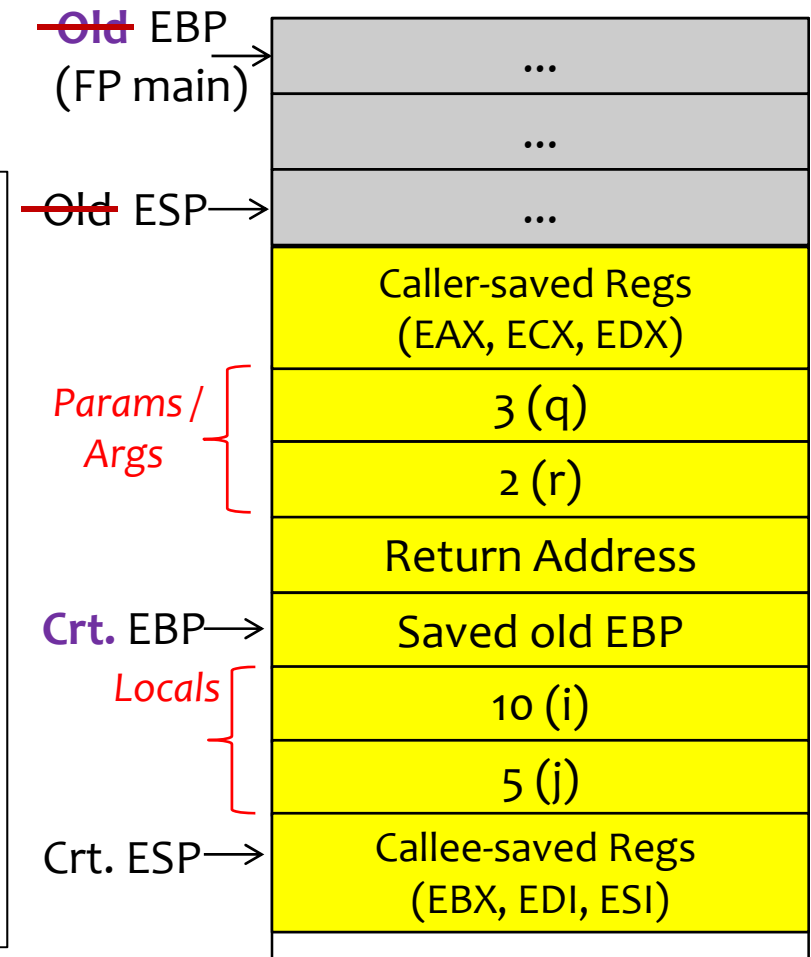 Old EBP
(FP main)
...
...
Old ESP
...
Caller-saved Regs
(EAX, ECX, EDX)
Params /
Args
3 (q)
2 (r)
Return Address
Crt. EBP
Saved old EBP
Locals
10 (i)
5 (j)
Crt. ESP
Callee-saved Regs
(EBX, EDI, ESI)